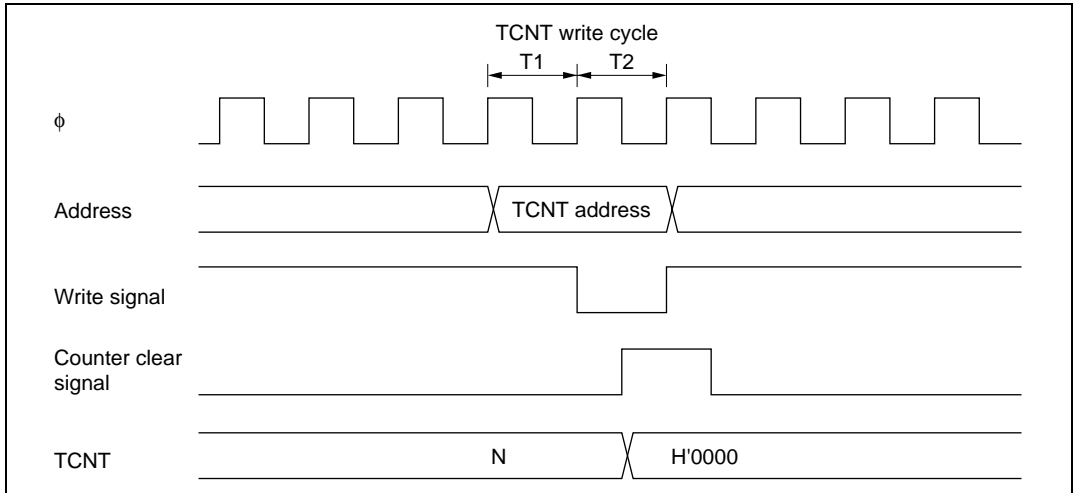 TCNT write cycle
T1 T2
ϕ
Address
TCNT address
Write signal
Counter clear
signal
TCNT
N
H'0000